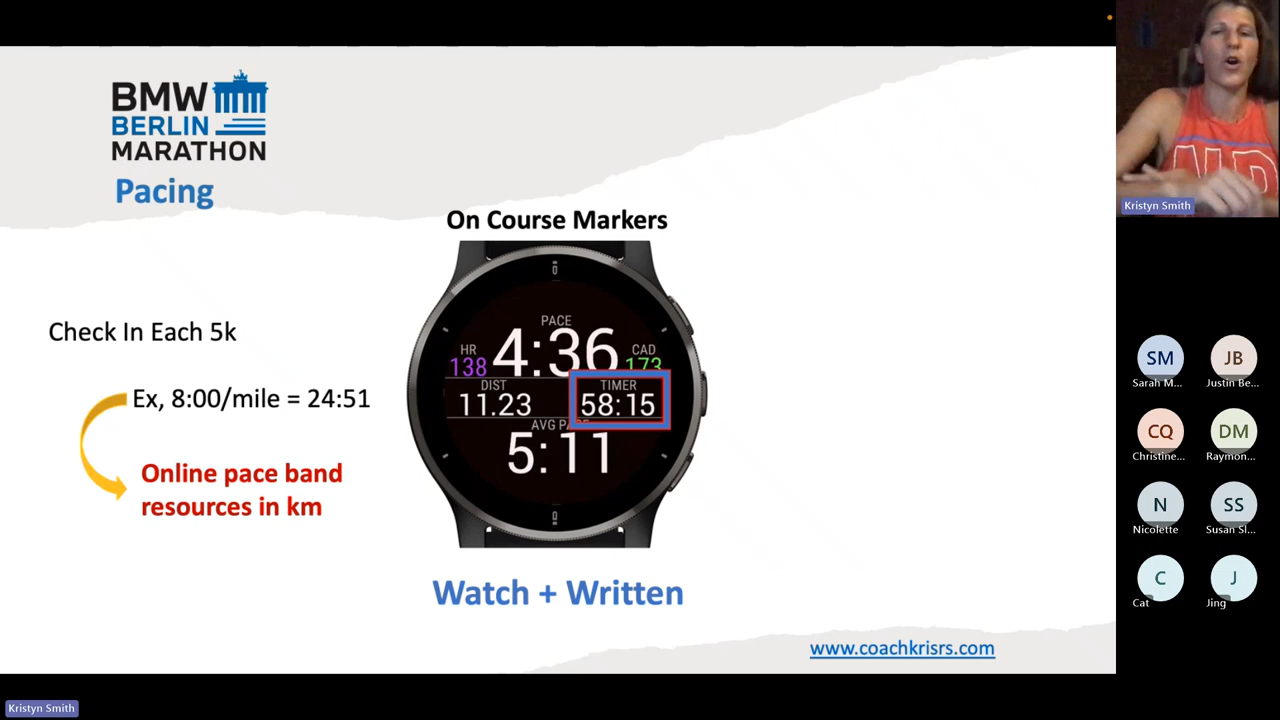 BMW
BERLIN
MARATHON
Pacing
On Course Markers
Check In Each 5k
Ex, 8:00/mile = 24:51
Online pace band
resources in km
PACE
HR
4:36
CAD
138
173
DIST
TIMER
11.23
58:15
AVG PA
5:11
Watch + Written
www.coachkrisrs.com
Kristyn Smith
SM
JB
Sarah M...
Justin Be...
CQ
DM
Christine...
Raymon...
N
SS
Nicolette
Susan Sl...
C
J
Cat
Jing
Kristyn Smith